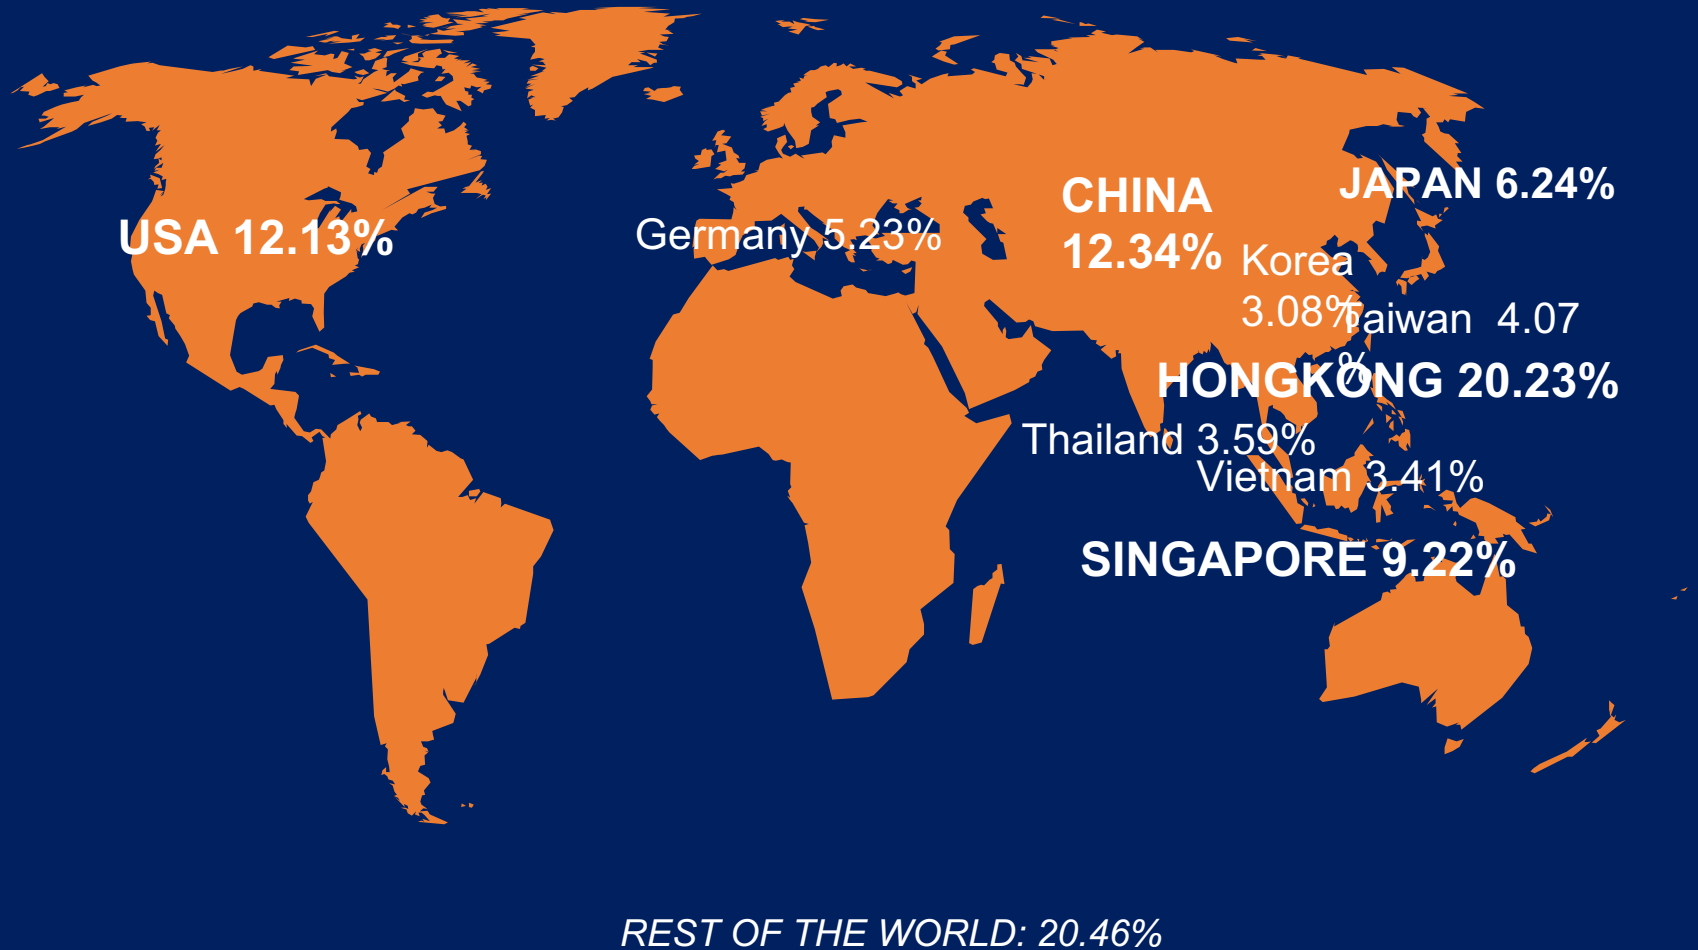 USA 12.13%
Germany 5.23%
CHINA
12.34%
JAPAN 6.24%
Korea
3.08%
Taiwan  4.07
%
HONGKONG 20.23%
Thailand 3.59%
Vietnam 3.41%
SINGAPORE 9.22%
REST OF THE WORLD: 20.46%